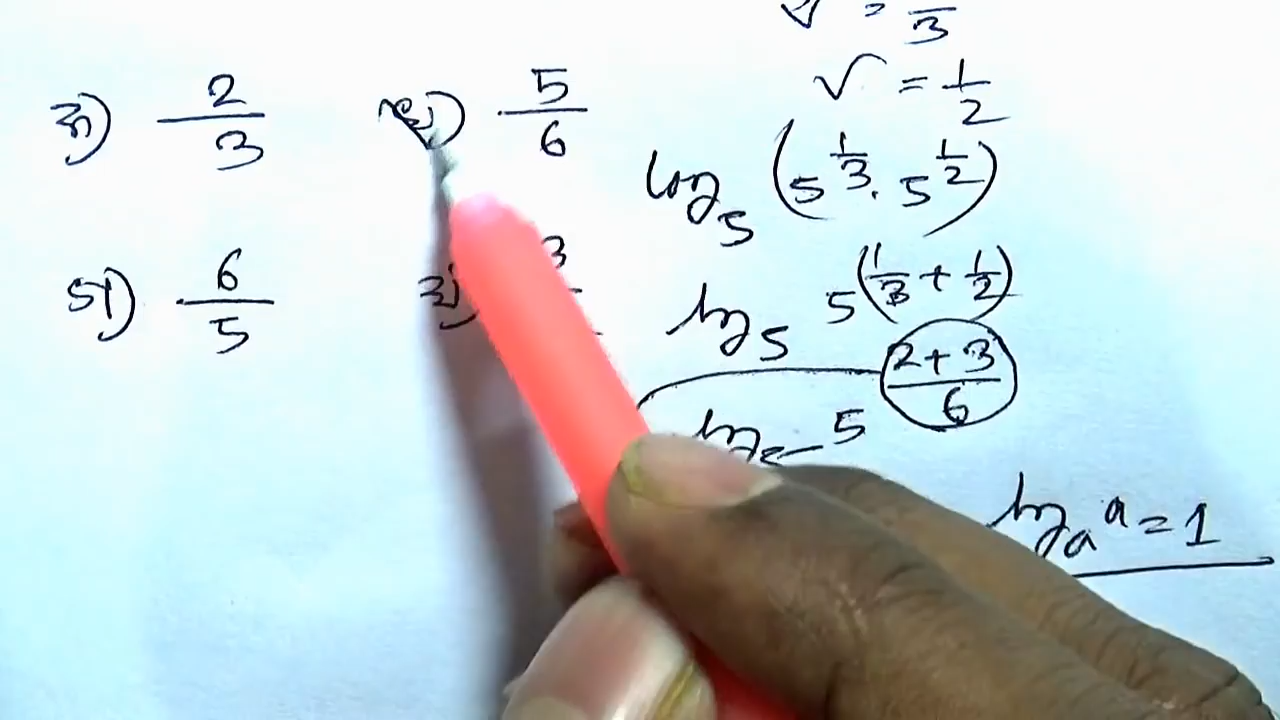 ক) 2/3 খ) 5/6
গ) 6/5 ঘ) 3
√ = /3
√ = 1/2
log₅ (5^(1/3) . 5^(1/2))
log₅ 5^(1/3 + 1/2)
log₅ 5^((2+3)/6)
logₐ a = 1